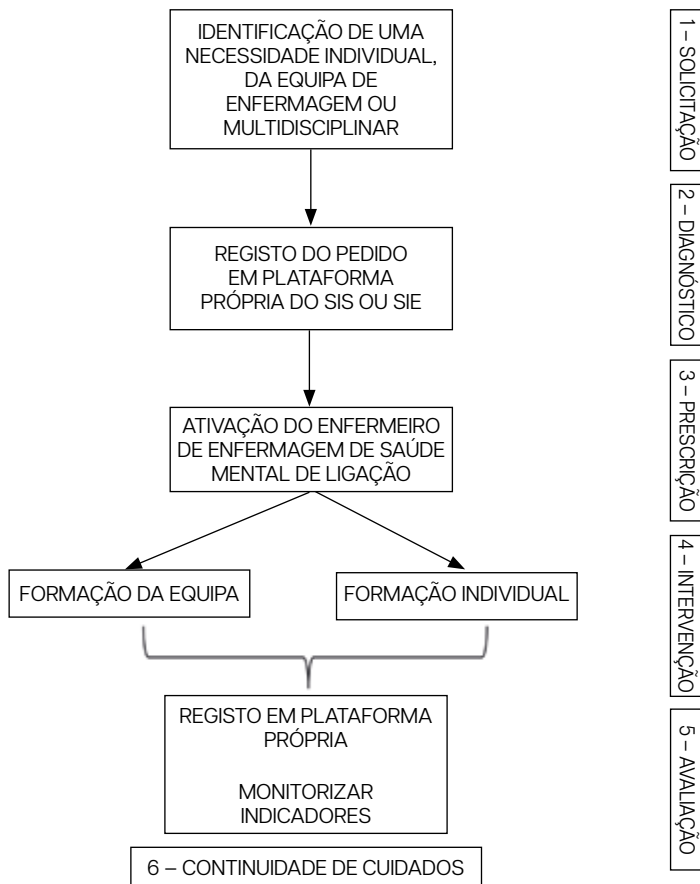 IDENTIFICAÇÃO DE UMA
NECESSIDADE INDIVIDUAL,
DA EQUIPA DE
ENFERMAGEM OU
MULTIDISCIPLINAR
REGISTO DO PEDIDO
EM PLATAFORMA
PRÓPRIA DO SIS OU SIE
ATIVAÇÃO DO ENFERMEIRO
DE ENFERMAGEM DE SAÚDE
MENTAL DE LIGAÇÃO
FORMAÇÃO DA EQUIPA
FORMAÇÃO INDIVIDUAL
REGISTO EM PLATAFORMA
PRÓPRIA
MONITORIZAR
INDICADORES
6 – CONTINUIDADE DE CUIDADOS
1 – SOLICITAÇÃO
2 – DIAGNÓSTICO
3 – PRESCRIÇÃO
4 – INTERVENÇÃO
5 – AVALIAÇÃO